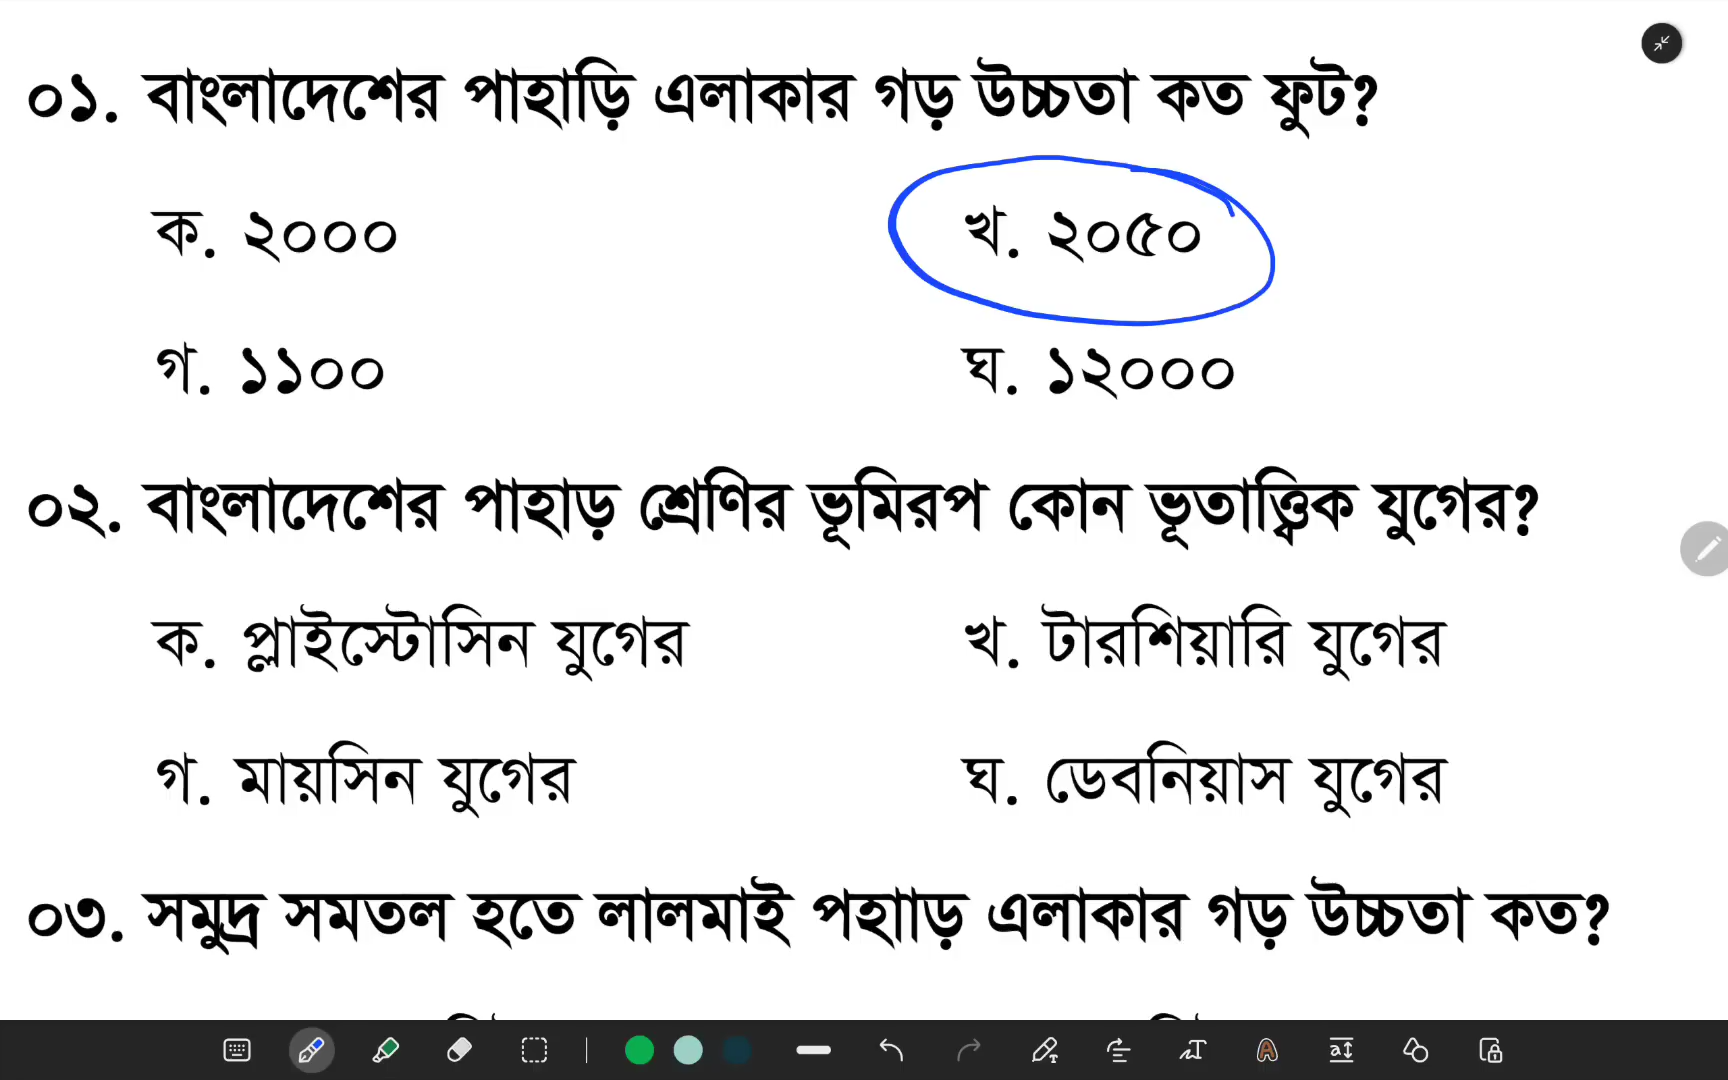 ০১. বাংলাদেশের পাহাড়ি এলাকার গড় উচ্চতা কত ফুট?
ক. ২০০০ খ. ২০৫০
গ. ১১০০ ঘ. ১২০০০
০২. বাংলাদেশের পাহাড় শ্রেণির ভূমিরপ কোন ভূতাত্ত্বিক যুগের?
ক. প্লাইস্টোসিন যুগের খ. টারশিয়ারি যুগের
গ. মায়সিন যুগের ঘ. ডেবনিয়াস যুগের
০৩. সমুদ্র সমতল হতে লালমাই পহাাড় এলাকার গড় উচ্চতা কত?